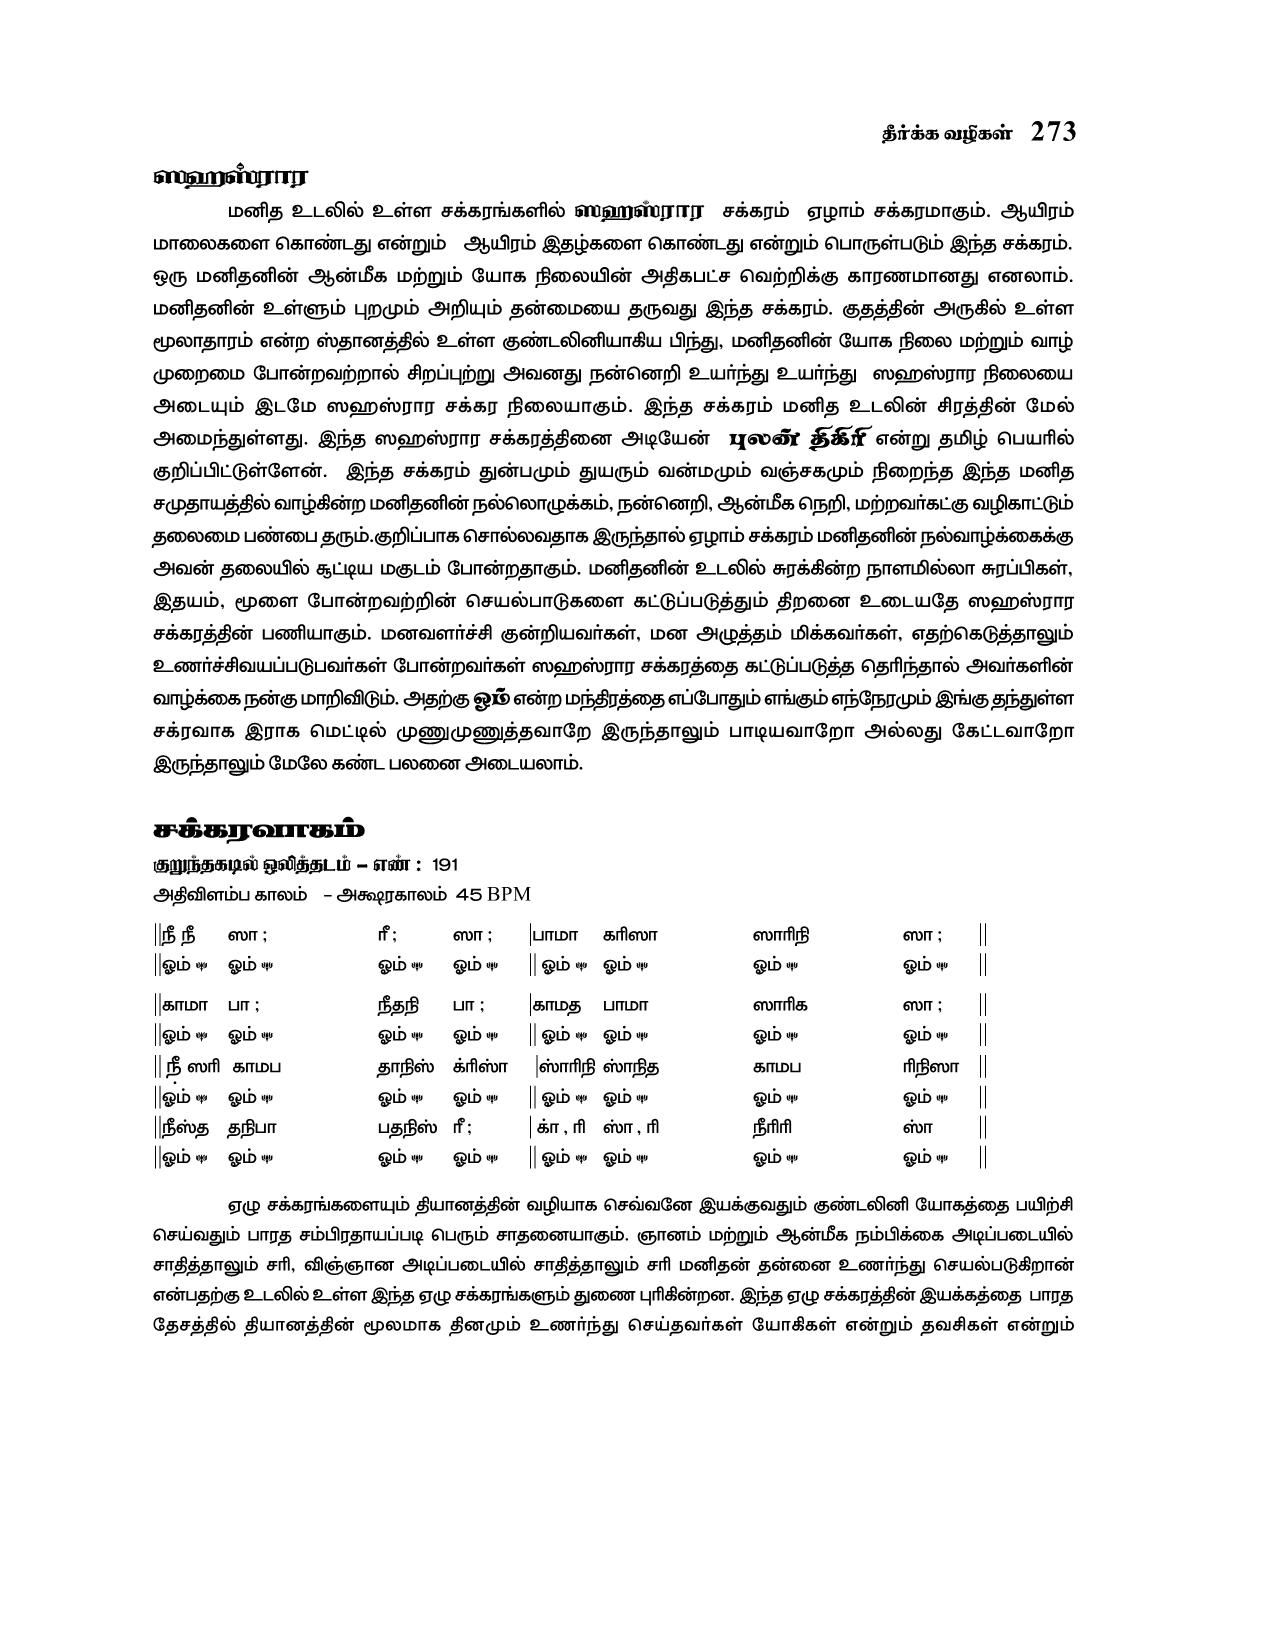 தீர்க்க வழிகள் 273
ஸஹஸ்ரார
மனித உடலில் உள்ள சக்கரங்களில் ஸஹஸ்ரார சக்கரம் ஏழாம் சக்கரமாகும். ஆயிரம்
மாலைகளை கொண்டது என்றும் ஆயிரம் இதழ்களை கொண்டது என்றும் பொருள்படும் இந்த சக்கரம்.
ஒரு மனிதனின் ஆன்மீக மற்றும் யோக நிலையின் அதிகபட்ச வெற்றிக்கு காரணமானது எனலாம்.
மனிதனின் உள்ளும் புறமும் அறியும் தன்மையை தருவது இந்த சக்கரம். குதத்தின் அருகில் உள்ள
மூலாதாரம் என்ற ஸ்தானத்தில் உள்ள குண்டலினியாகிய பிந்து, மனிதனின் யோக நிலை மற்றும் வாழ்
முறைமை போன்றவற்றால் சிறப்புற்று அவனது நன்னெறி உயர்ந்து உயர்ந்து ஸஹஸ்ரார நிலையை
அடையும் இடமே ஸஹஸ்ரார சக்கர நிலையாகும். இந்த சக்கரம் மனித உடலின் சிரத்தின் மேல்
அமைந்துள்ளது. இந்த ஸஹஸ்ரார சக்கரத்தினை அடியேன் புலன் திகிரி என்று தமிழ் பெயரில்
குறிப்பிட்டுள்ளேன். இந்த சக்கரம் துன்பமும் துயரும் வன்மமும் வஞ்சகமும் நிறைந்த இந்த மனித
சமுதாயத்தில் வாழ்கின்ற மனிதனின் நல்லொழுக்கம், நன்னெறி, ஆன்மீக நெறி, மற்றவர்கட்கு வழிகாட்டும்
தலைமை பண்பை தரும்.குறிப்பாக சொல்லவதாக இருந்தால் ஏழாம் சக்கரம் மனிதனின் நல்வாழ்க்கைக்கு
அவன் தலையில் சூட்டிய மகுடம் போன்றதாகும். மனிதனின் உடலில் சுரக்கின்ற நாளமில்லா சுரப்பிகள்,
இதயம், மூளை போன்றவற்றின் செயல்பாடுகளை கட்டுப்படுத்தும் திறனை உடையதே ஸஹஸ்ரார
சக்கரத்தின் பணியாகும். மனவளர்ச்சி குன்றியவர்கள், மன அழுத்தம் மிக்கவர்கள், எதற்கெடுத்தாலும்
உணர்ச்சிவயப்படுபவர்கள் போன்றவர்கள் ஸஹஸ்ரார சக்கரத்தை கட்டுப்படுத்த தெரிந்தால் அவர்களின்
வாழ்க்கை நன்கு மாறிவிடும். அதற்கு ஓம் என்ற மந்திரத்தை எப்போதும் எங்கும் எந்நேரமும் இங்கு தந்துள்ள
சக்ரவாக இராக மெட்டில் முணுமுணுத்தவாறே இருந்தாலும் பாடியவாறோ அல்லது கேட்டவாறோ
இருந்தாலும் மேலே கண்ட பலனை அடையலாம்.
சக்கரவாகம்
குறுந்தகடில் ஒலித்தடம் – எண் : 191
அதிவிளம்ப காலம் - அக்ஷரகாலம் 45 BPM
||நீ நீ ஸா ; ரீ ; ஸா ; |பாமா கரிஸா ஸாரிநி ஸா ; ||
||ஓம் ஓம் ஓம் ஓம் || ஓம் ஓம் ஓம் ஓம் ||
||காமா பா ; நீதநி பா ; |காமத பாமா ஸாரிக ஸா ; ||
||ஓம் ஓம் ஓம் ஓம் || ஓம் ஓம் ஓம் ஓம் ||
|| நீ ஸரி காமப தாநிஸ் க்ரிஸ்ா |ஸ்ாரிநி ஸ்ாநித காமப ரிநிஸா ||
||ஓம் ஓம் ஓம் ஓம் || ஓம் ஓம் ஓம் ஓம் ||
||நீஸ்த தநிபா பதநிஸ் ரீ ; | க்ா , ரி ஸ்ா , ரி நீரிரி ஸ்ா ||
||ஓம் ஓம் ஓம் ஓம் || ஓம் ஓம் ஓம் ஓம் ||
ஏழு சக்கரங்களையும் தியானத்தின் வழியாக செவ்வனே இயக்குவதும் குண்டலினி யோகத்தை பயிற்சி
செய்வதும் பாரத சம்பிரதாயப்படி பெரும் சாதனையாகும். ஞானம் மற்றும் ஆன்மீக நம்பிக்கை அடிப்படையில்
சாதித்தாலும் சரி, விஞ்ஞான அடிப்படையில் சாதித்தாலும் சரி மனிதன் தன்னை உணர்ந்து செயல்படுகிறான்
என்பதற்கு உடலில் உள்ள இந்த ஏழு சக்கரங்களும் துணை புரிகின்றன. இந்த ஏழு சக்கரத்தின் இயக்கத்தை பாரத
தேசத்தில் தியானத்தின் மூலமாக தினமும் உணர்ந்து செய்தவர்கள் யோகிகள் என்றும் தவசிகள் என்றும்